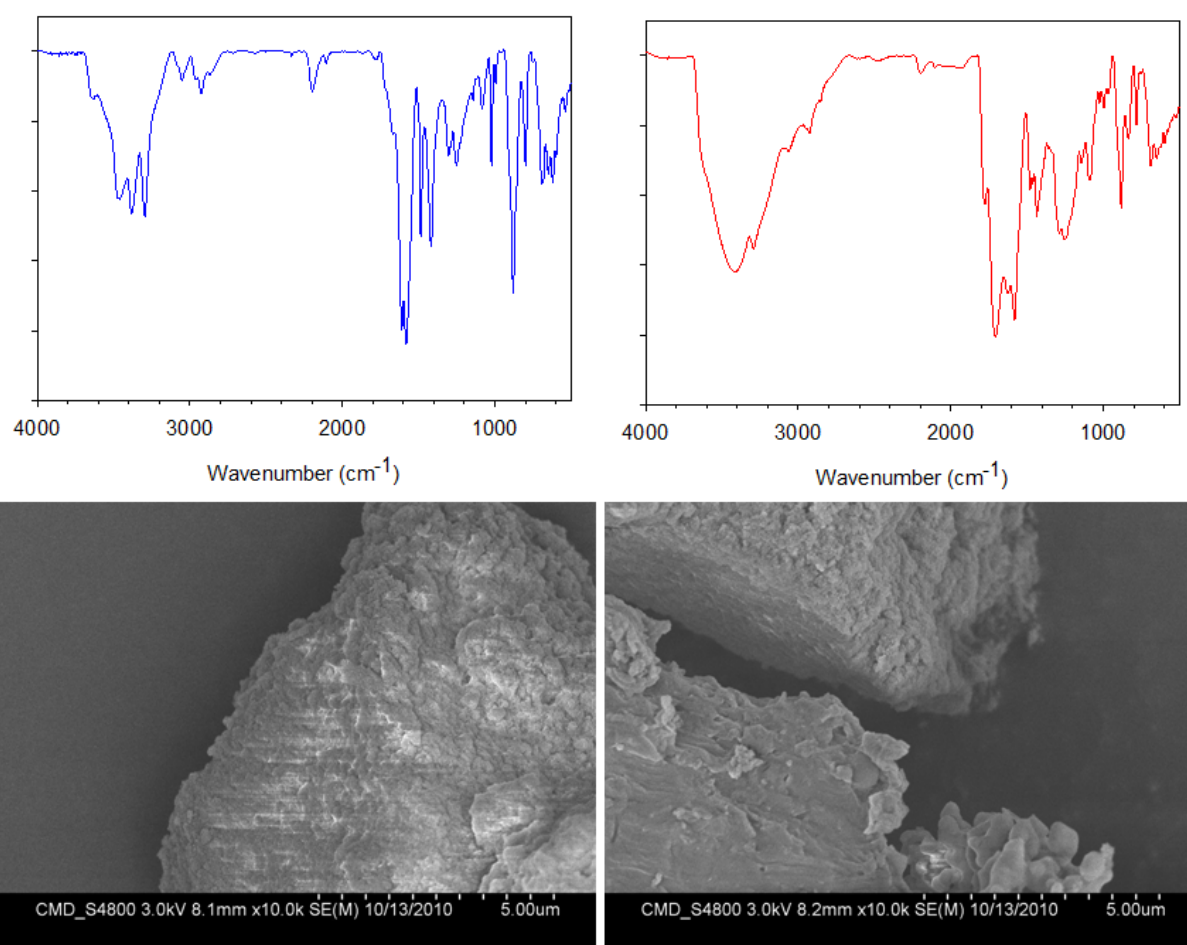 4000 3000 2000 1000
Wavenumber (cm-1)
4000 3000 2000 1000
Wavenumber (cm-1)
CMD_S4800 3.0kV 8.1mm x10.0k SE(M) 10/13/2010 5.00um
CMD_S4800 3.0kV 8.2mm x10.0k SE(M) 10/13/2010 5.00um